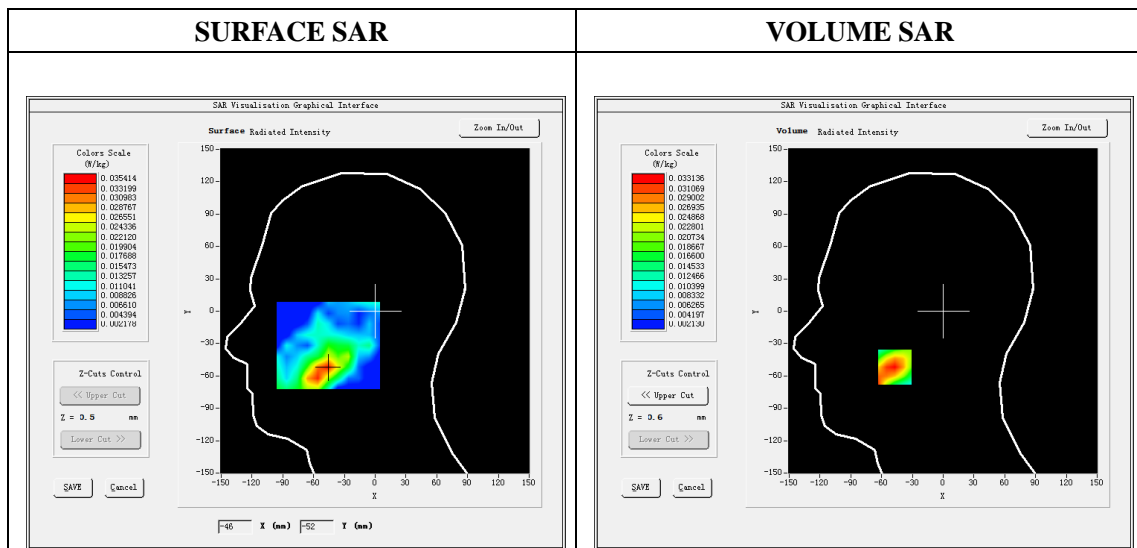 SURFACE SAR
VOLUME SAR
SAR Visualisation Graphical Interface
Surface Radiated Intensity
Zoom In/Out
Colors Scale
(W/kg)
0.035414
0.033199
0.030983
0.028767
0.026551
0.024336
0.022120
0.019904
0.017688
0.015473
0.013257
0.011041
0.008826
0.006610
0.004394
0.002178
150
120
90
60
30
0
-30
-60
-90
-120
-150
Y
-150 -120 -90 -60 -30 0 30 60 90 120 150
X
Z-Cuts Control
<< Upper Cut
Z = 0.5 mm
Lower Cut >>
SAVE Cancel
-46 X (mm) -52 Y (mm)
SAR Visualisation Graphical Interface
Volume Radiated Intensity
Zoom In/Out
Colors Scale
(W/kg)
0.033136
0.031069
0.029002
0.026935
0.024868
0.022801
0.020734
0.018667
0.016600
0.014533
0.012466
0.010399
0.008332
0.006265
0.004197
0.002130
150
120
90
60
30
0
-30
-60
-90
-120
-150
Y
-150 -120 -90 -60 -30 0 30 60 90 120 150
X
Z-Cuts Control
<< Upper Cut
Z = 0.6 mm
Lower Cut >>
SAVE Cancel